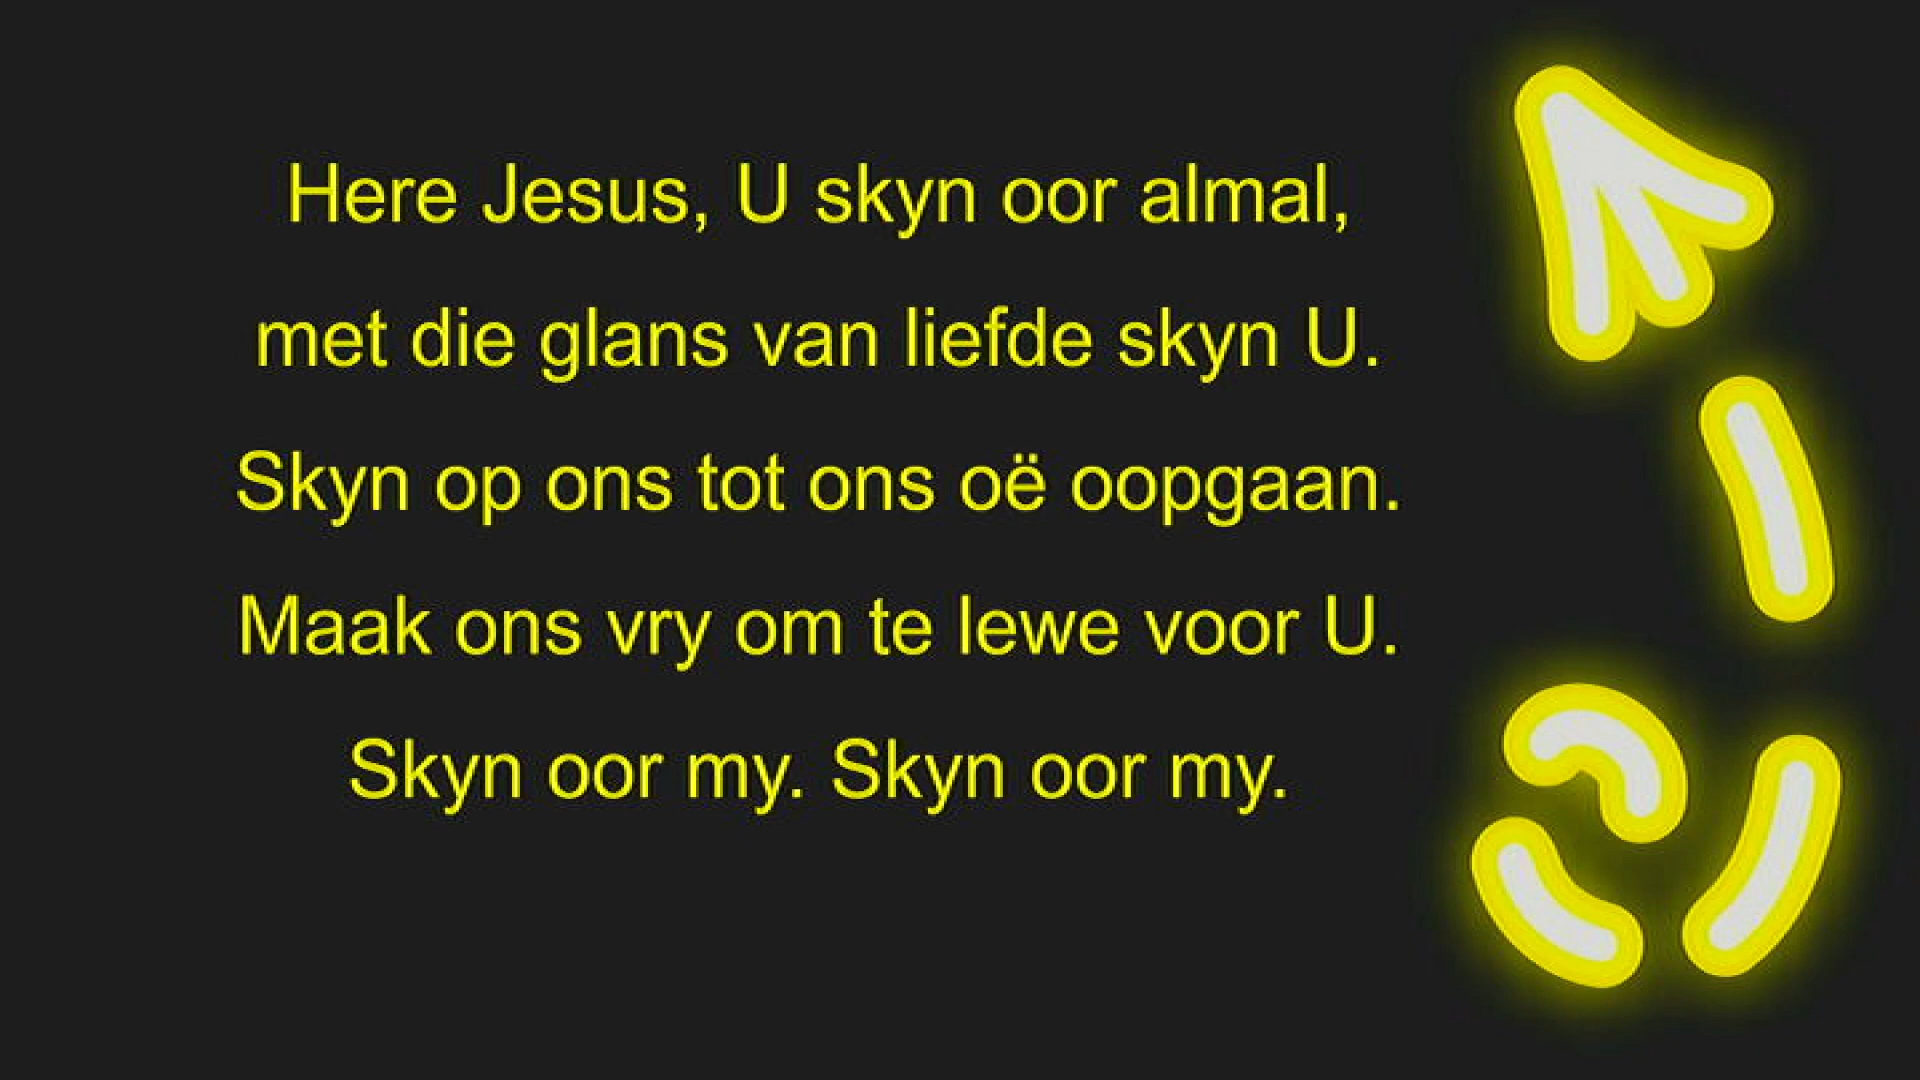 Here Jesus, U skyn oor almal,
met die glans van liefde skyn U.
Skyn op ons tot ons oë oopgaan.
Maak ons vry om te lewe voor U.
Skyn oor my. Skyn oor my.